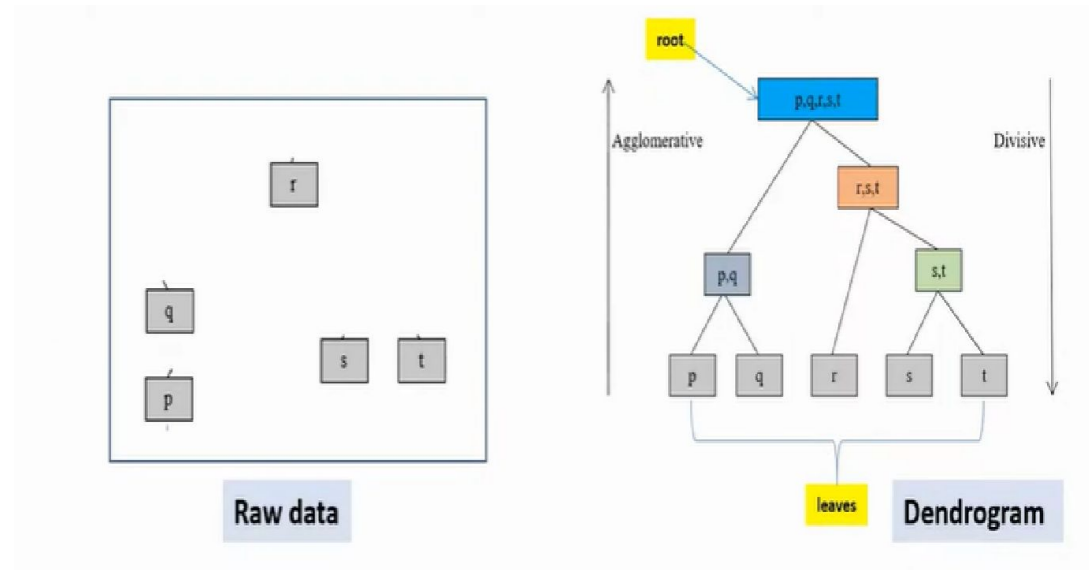 r
q
s
t
p
Raw data
root
p,q,r,s,t
Agglomerative
Divisive
r,s,t
p,q
s,t
p
q
r
s
t
leaves
Dendrogram